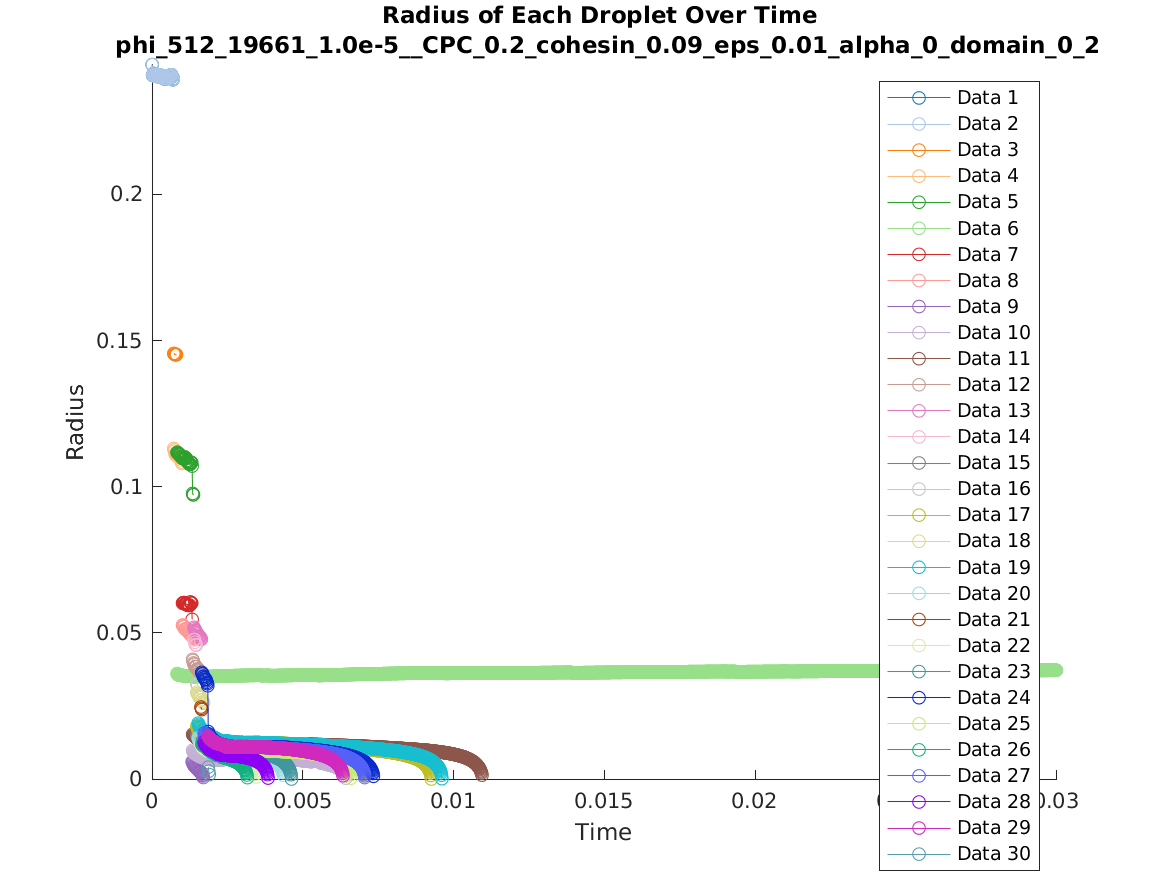 Radius of Each Droplet Over Time
phi_512_19661_1.0e-5__CPC_0.2_cohesin_0.09_eps_0.01_alpha_0_domain_0_2
Radius
0.2
0.15
0.1
0.05
0
0
0.005
0.01
0.015
0.02
0.03
Time
Data 1
Data 2
Data 3
Data 4
Data 5
Data 6
Data 7
Data 8
Data 9
Data 10
Data 11
Data 12
Data 13
Data 14
Data 15
Data 16
Data 17
Data 18
Data 19
Data 20
Data 21
Data 22
Data 23
Data 24
Data 25
Data 26
Data 27
Data 28
Data 29
Data 30